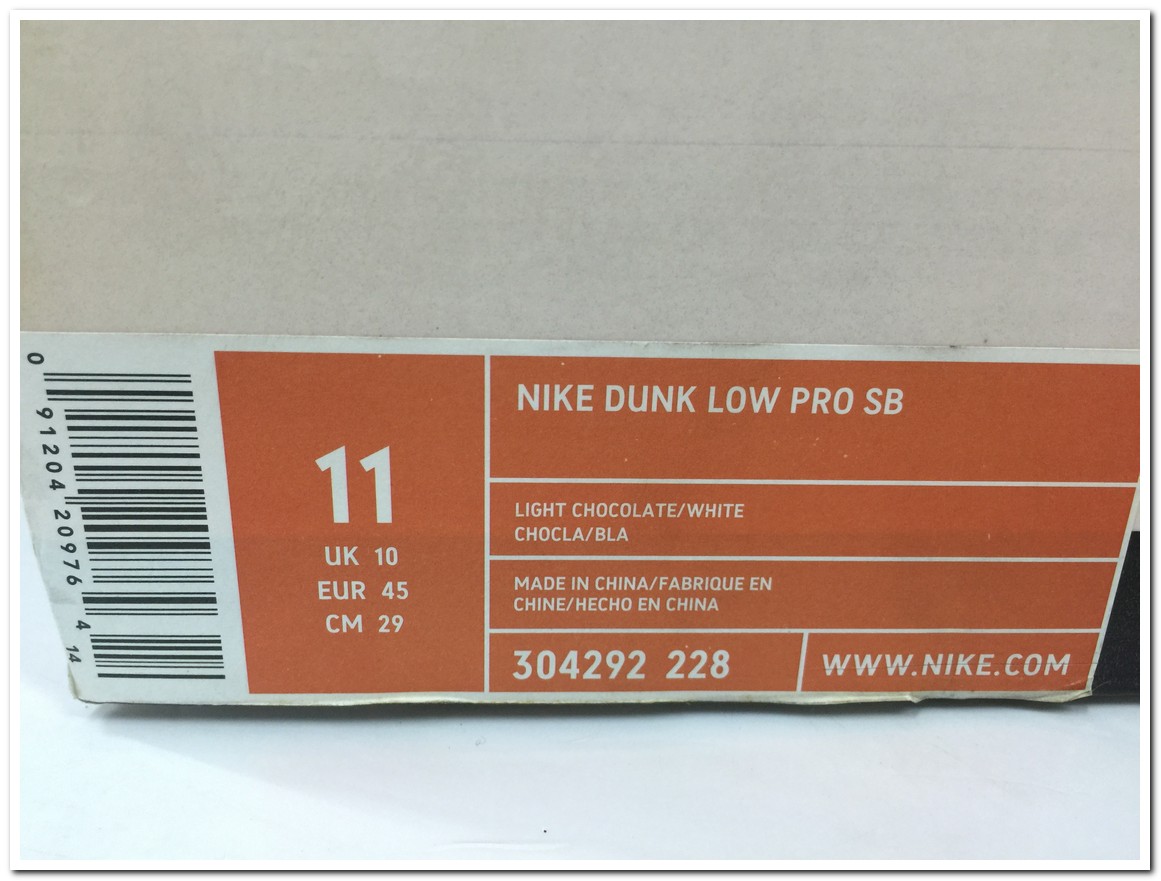 0 91204 20976 4 14
11
UK 10
EUR 45
CM 29
NIKE DUNK LOW PRO SB
LIGHT CHOCOLATE/WHITE
CHOCLA/BLA
MADE IN CHINA/FABRIQUE EN
CHINE/HECHO EN CHINA
304292 228
WWW.NIKE.COM